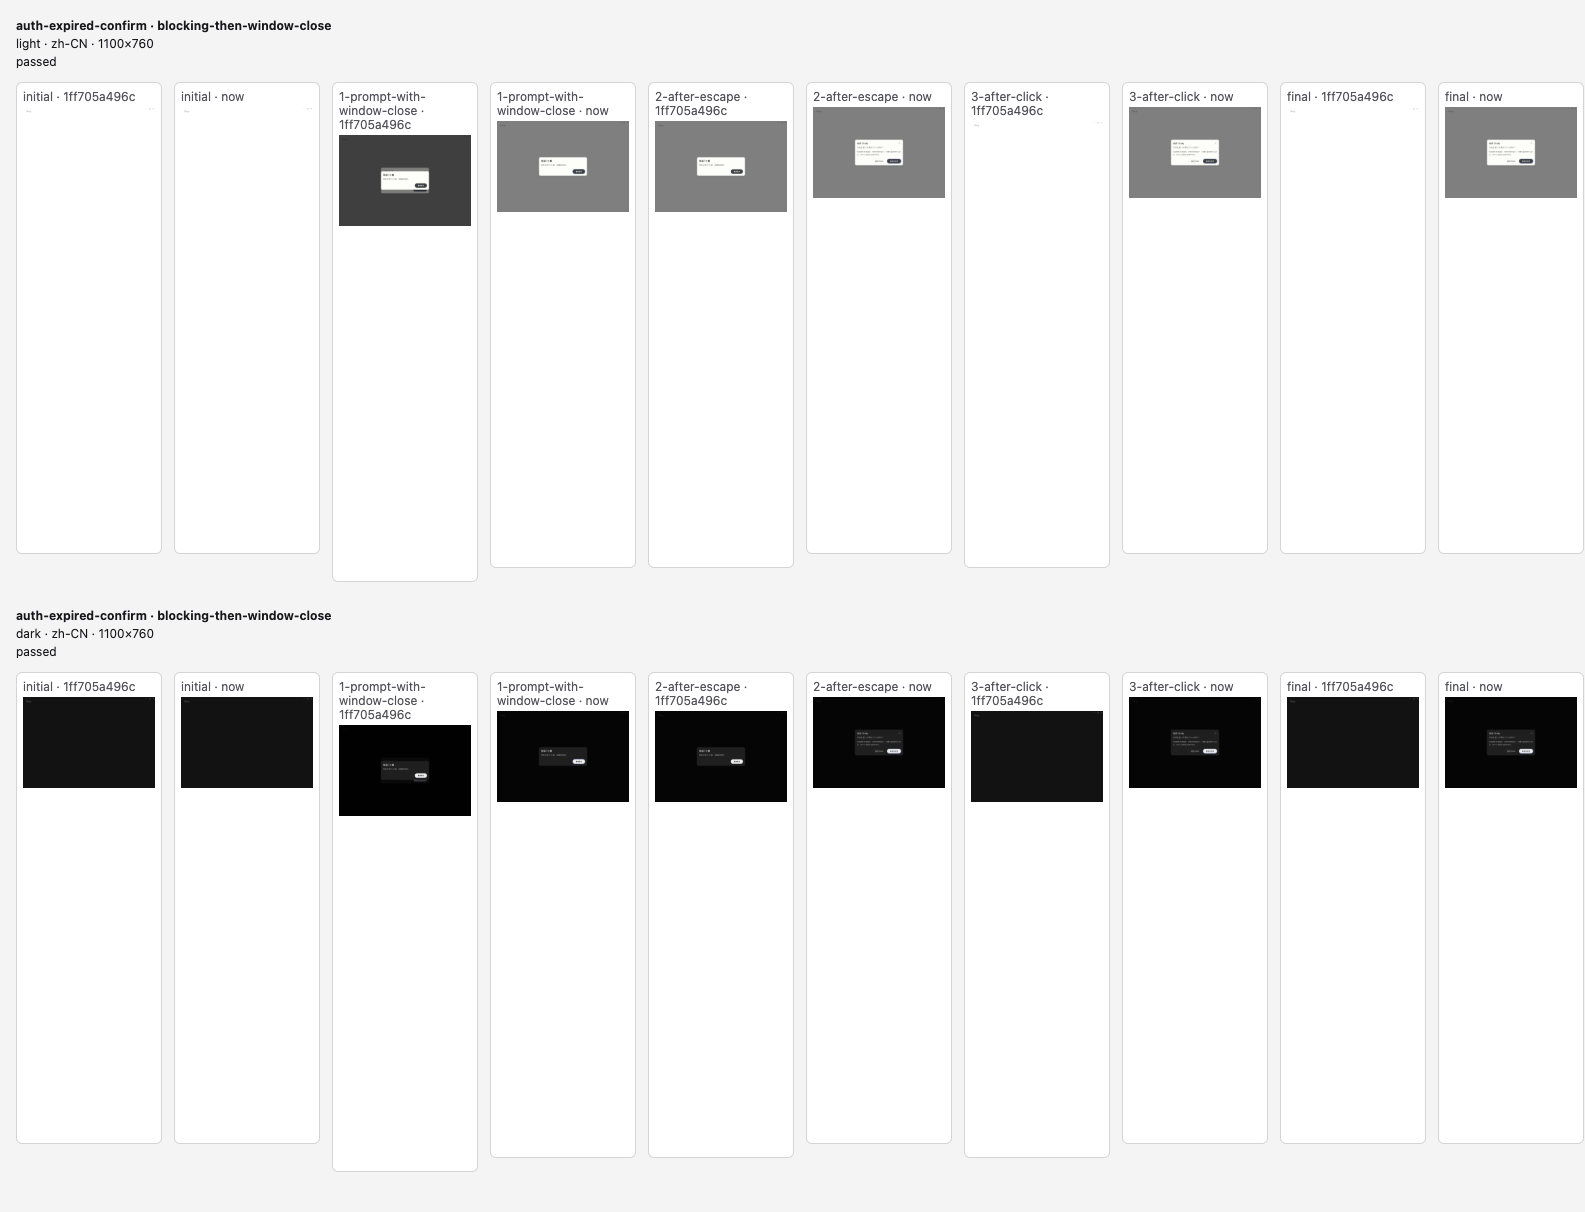 auth-expired-confirm · blocking-then-window-close
light · zh-CN · 1100×760
passed
initial · 1ff705a496c
initial · now
1-prompt-with-
window-close ·
1ff705a496c
1-prompt-with-
window-close · now
2-after-escape ·
1ff705a496c
2-after-escape · now
3-after-click ·
1ff705a496c
3-after-click · now
final · 1ff705a496c
final · now
auth-expired-confirm · blocking-then-window-close
dark · zh-CN · 1100×760
passed
initial · 1ff705a496c
initial · now
1-prompt-with-
window-close ·
1ff705a496c
1-prompt-with-
window-close · now
2-after-escape ·
1ff705a496c
2-after-escape · now
3-after-click ·
1ff705a496c
3-after-click · now
final · 1ff705a496c
final · now